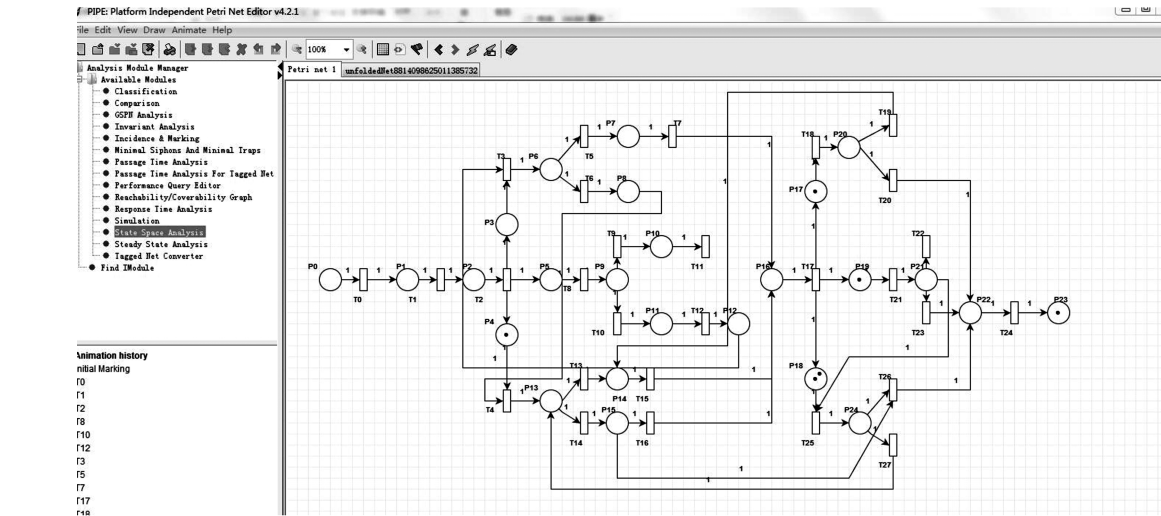 PIPE: Platform Independent Petri Net Editor v4.2.1
File Edit View Draw Animate Help
100%
Analysis Module Manager
Available Modules
Classification
Comparison
GSPN Analysis
Invariant Analysis
Incidence & Marking
Minimal Siphons And Minimal Traps
Passage Time Analysis
Passage Time Analysis For Tagged Net
Performance Query Editor
Reachability/Coverability Graph
Response Time Analysis
Simulation
State Space Analysis
Steady State Analysis
Tagged Net Converter
Find IModule
Animation history
Initial Marking
T0
T1
T2
T8
T10
T12
T3
T5
T7
T17
T18
Petri net 1 unfoldedNet8814098625011385732
T19
P7 T7 T18 P20
T5
T3 P6
T6 P8
P17
T20
P3
T9 P10 T22
T11
P0 P1 P2 P5 P9 P16 T17 P19 P21
T0 T1 T2 T8 T21
P22 P23
P4 T10 P11 T12 P12 T23 T24
T13 P18
T26
P13 P14 T15
T4 P15 P24
T14 T16 T25
T27